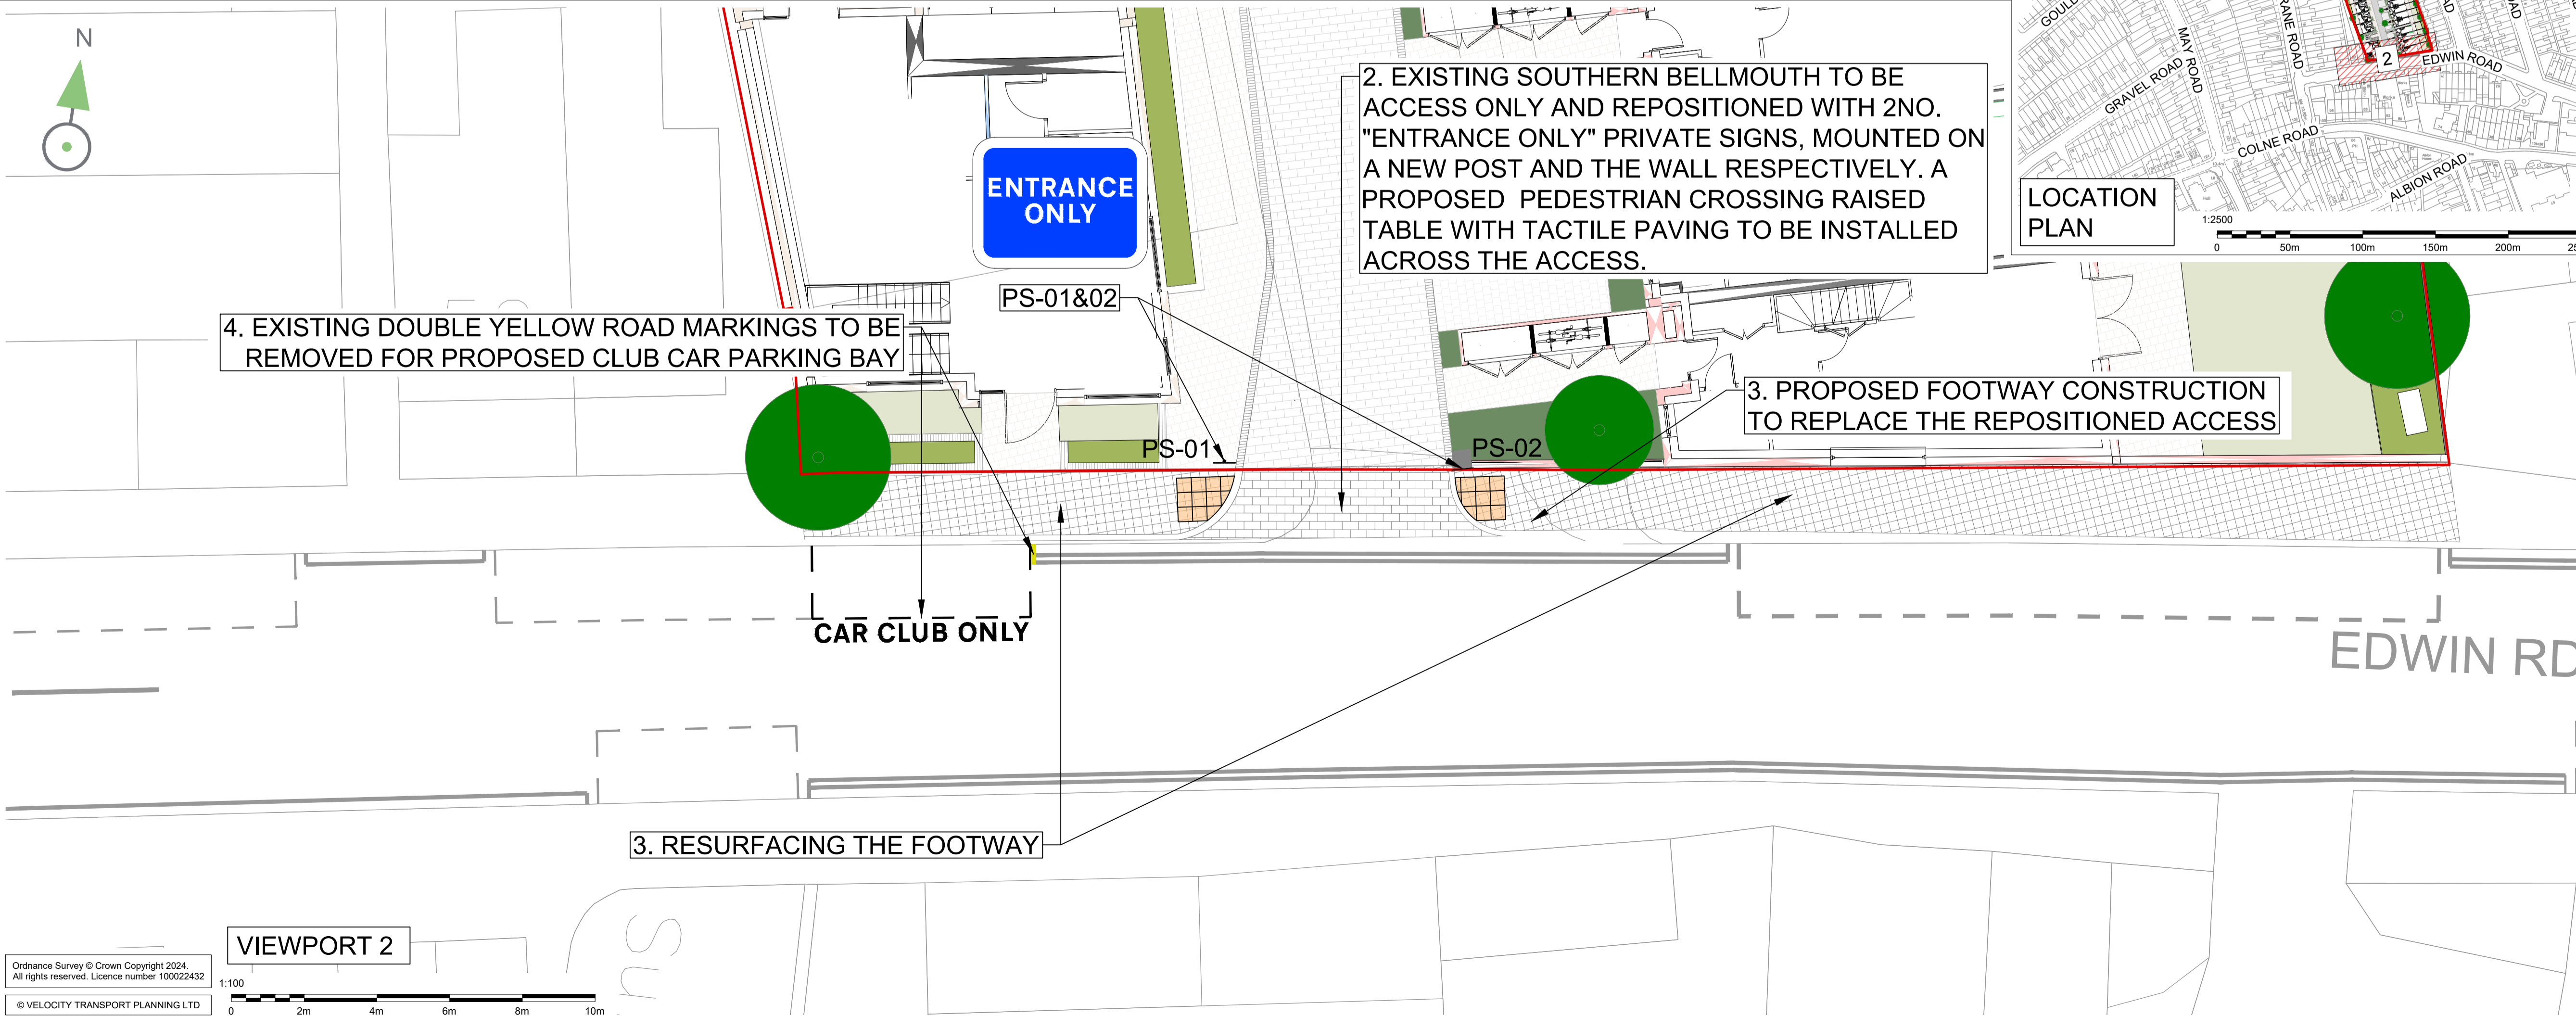 N
ENTRANCE
ONLY
2. EXISTING SOUTHERN BELLMOUTH TO BE
ACCESS ONLY AND REPOSITIONED WITH 2NO.
"ENTRANCE ONLY" PRIVATE SIGNS, MOUNTED ON
A NEW POST AND THE WALL RESPECTIVELY. A
PROPOSED PEDESTRIAN CROSSING RAISED
TABLE WITH TACTILE PAVING TO BE INSTALLED
ACROSS THE ACCESS.
GOULD
MAY ROAD
GRAVEL ROAD
2
EDWIN ROAD
COLNE ROAD
ALBION ROAD
LOCATION
PLAN
1:2500
0 50m 100m 150m 200m
PS-01&02
4. EXISTING DOUBLE YELLOW ROAD MARKINGS TO BE
REMOVED FOR PROPOSED CLUB CAR PARKING BAY
3. PROPOSED FOOTWAY CONSTRUCTION
TO REPLACE THE REPOSITIONED ACCESS
PS-01
PS-02
CAR CLUB ONLY
EDWIN RD
3. RESURFACING THE FOOTWAY
VIEWPORT 2
Ordnance Survey © Crown Copyright 2024.
All rights reserved. Licence number 100022432
© VELOCITY TRANSPORT PLANNING LTD
1:100
0 2m 4m 6m 8m 10m